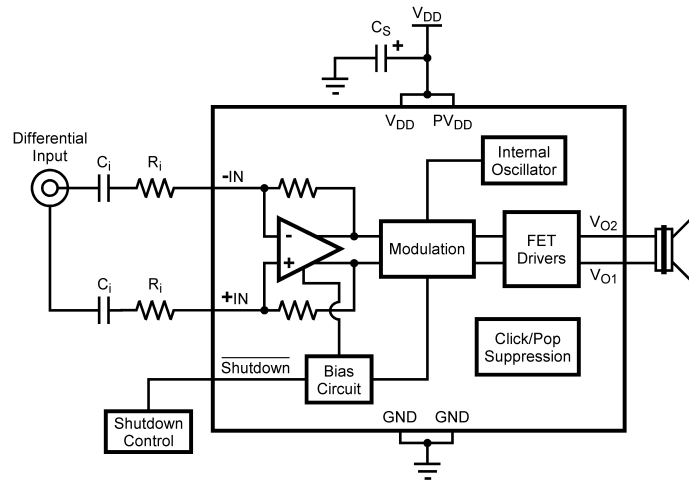 VDD
CS
+
VDD PVDD
Differential
Input
Ci
Ri
-IN
Internal
Oscillator
-
+
Modulation
FET
Drivers
VO2
VO1
Ci
Ri
+IN
Click/Pop
Suppression
Shutdown
Bias
Circuit
Shutdown
Control
GND GND